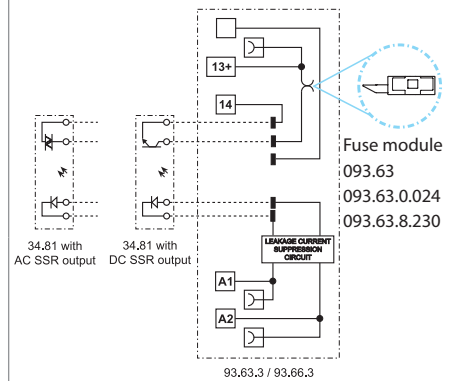 13+
14
Fuse module
093.63
093.63.0.024
093.63.8.230
34.81 with
AC SSR output
34.81 with
DC SSR output
LEAKAGE CURRENT
SUPPRESSION
CIRCUIT
A1
A2
93.63.3 / 93.66.3